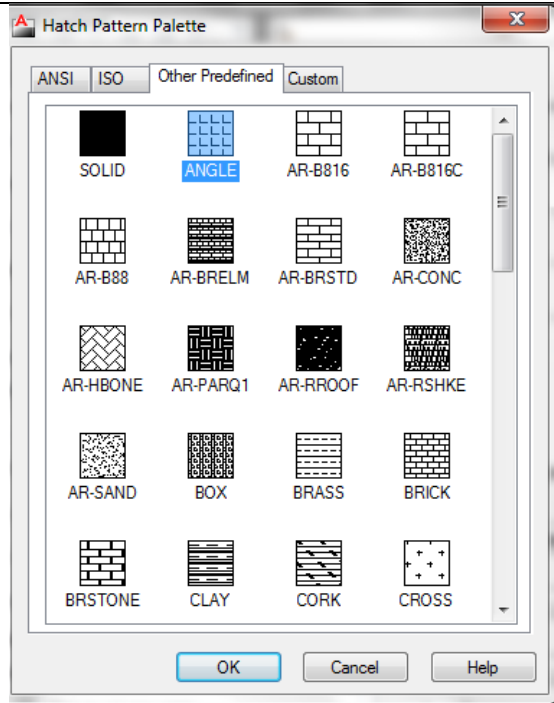 Hatch Pattern Palette
ANSI ISO Other Predefined Custom
SOLID ANGLE AR-B816 AR-B816C
AR-B88 AR-BRELM AR-BRSTD AR-CONC
AR-HBONE AR-PARQ1 AR-RROOF AR-RSHKE
AR-SAND BOX BRASS BRICK
BRSTONE CLAY CORK CROSS
OK Cancel Help